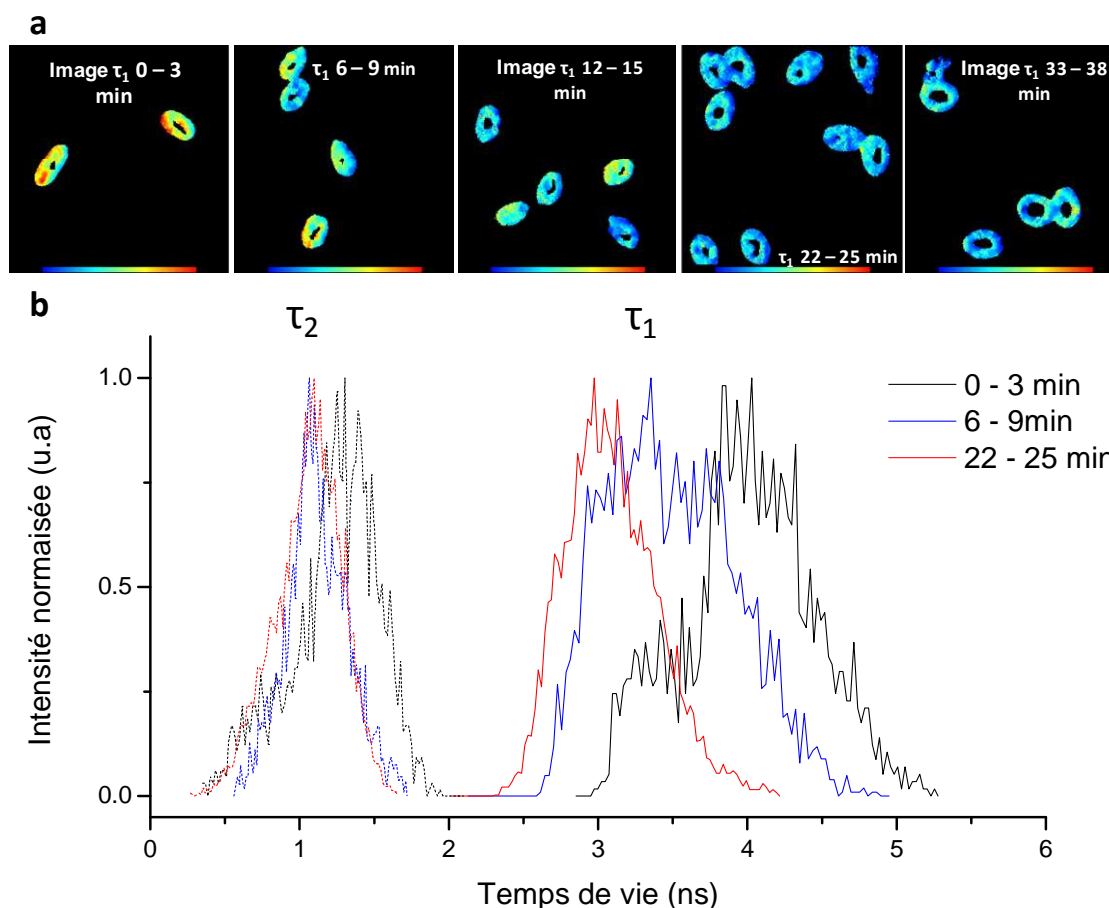 a
Image τ₁ 0 – 3
min
τ₁ 6 – 9 min
Image τ₁ 12 – 15
min
τ₁ 22 – 25 min
Image τ₁ 33 – 38
min
b
τ₂
τ₁
0 - 3 min
6 - 9min
22 - 25 min
Intensité normaisée (u.a)
1.0
0.5
0.0
0
1
2
3
4
5
6
Temps de vie (ns)